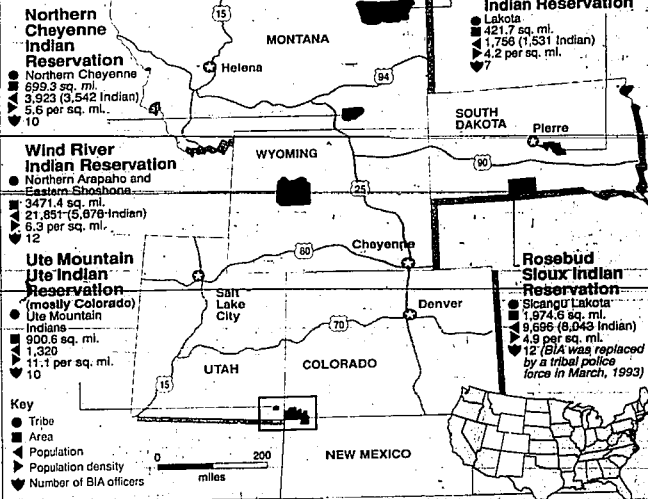 Northern
Cheyenne
Indian
Reservation
Northern Cheyenne
699.3 sq. mi.
3,923 (3,542 Indian)
5.6 per sq. mi.
10
Indian Reservation
Lakota
421.7 sq. mi.
1,756 (1,531 Indian)
4.2 per sq. mi.
7
15
MONTANA
Helena
94
SOUTH
DAKOTA
Pierre
90
Wind River
Indian Reservation
Northern Arapaho and
Eastern Shoshone
3471.4 sq. mi.
21,851 (5,676 Indian)
6.3 per sq. mi.
12
WYOMING
25
Cheyenne
80
Ute Mountain
Ute Indian
Reservation
(mostly Colorado)
Ute Mountain
Indians
900.6 sq. mi.
1,320
11.1 per sq. mi.
10
Salt
Lake
City
Denver
70
UTAH
COLORADO
15
NEW MEXICO
Rosebud
Sioux Indian
Reservation
Sicangu Lakota
1,974.6 sq. mi.
9,696 (8,043 Indian)
4.9 per sq. mi.
12 (BIA was replaced
by a tribal police
force in March, 1993)
Key
Tribe
Area
Population
Population density
Number of BIA officers
0
200
miles